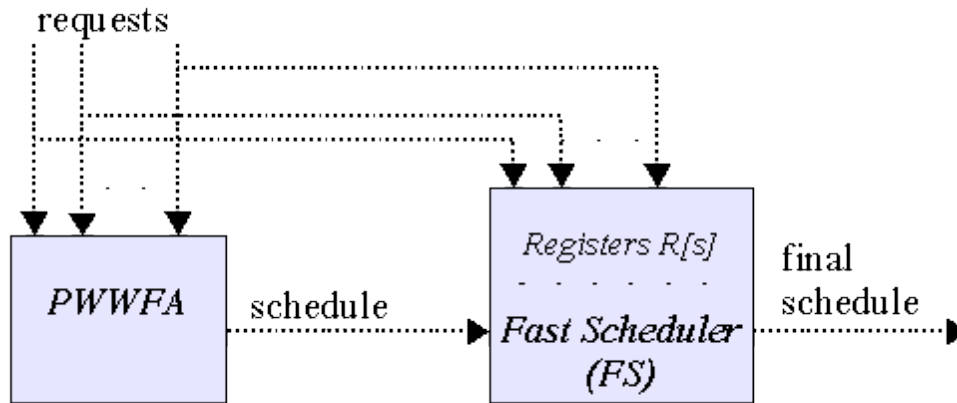 requests
Registers R[s]
PWWFA
schedule
Fast Scheduler
(FS)
final
schedule